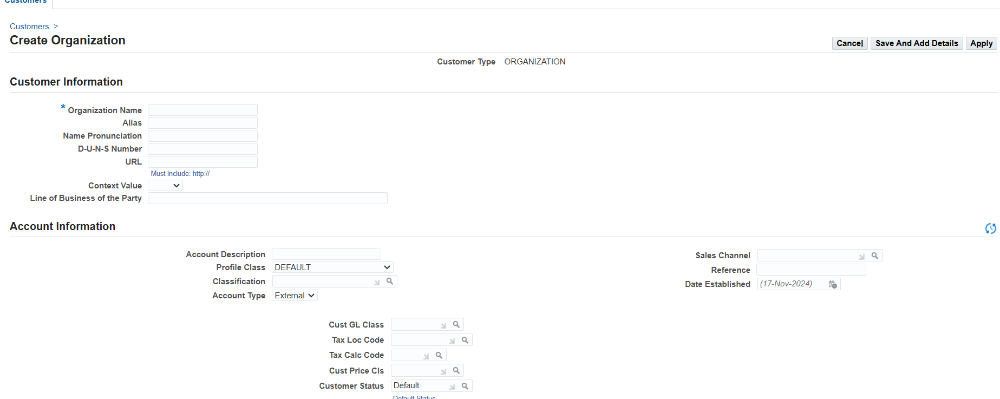 Customers
Customers >
Create Organization
Cancel Save And Add Details Apply
Customer Type ORGANIZATION
Customer Information
* Organization Name
Alias
Name Pronunciation
D-U-N-S Number
URL
Must include: http://
Context Value
Line of Business of the Party
Account Information
Account Description
Profile Class DEFAULT
Classification
Account Type External
Sales Channel
Reference
Date Established (17-Nov-2024)
Cust GL Class
Tax Loc Code
Tax Calc Code
Cust Price Cls
Customer Status Default
Default Status